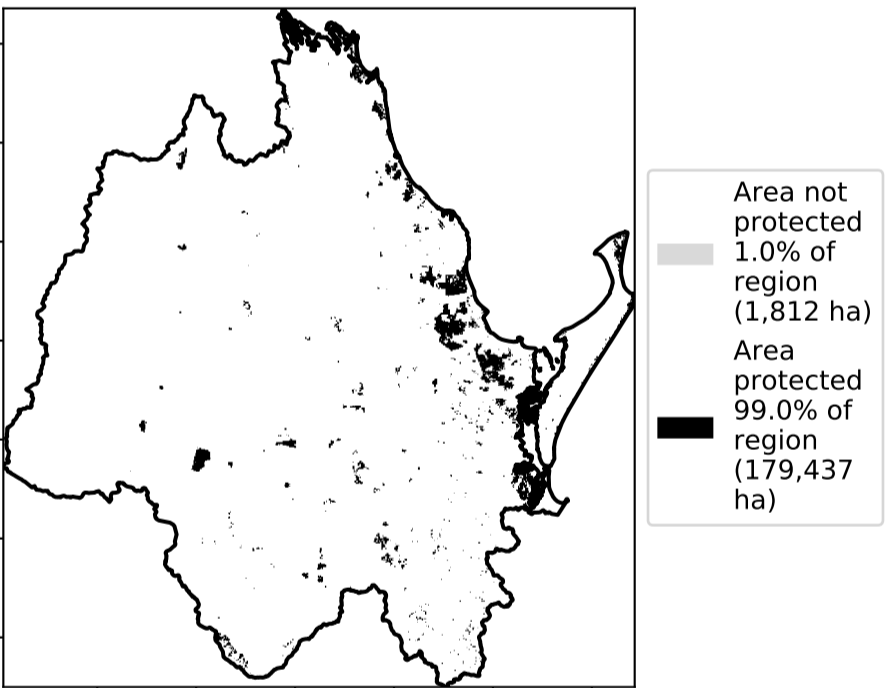 Area not
protected
1.0% of
region
(1,812 ha)
Area
protected
99.0% of
region
(179,437
ha)